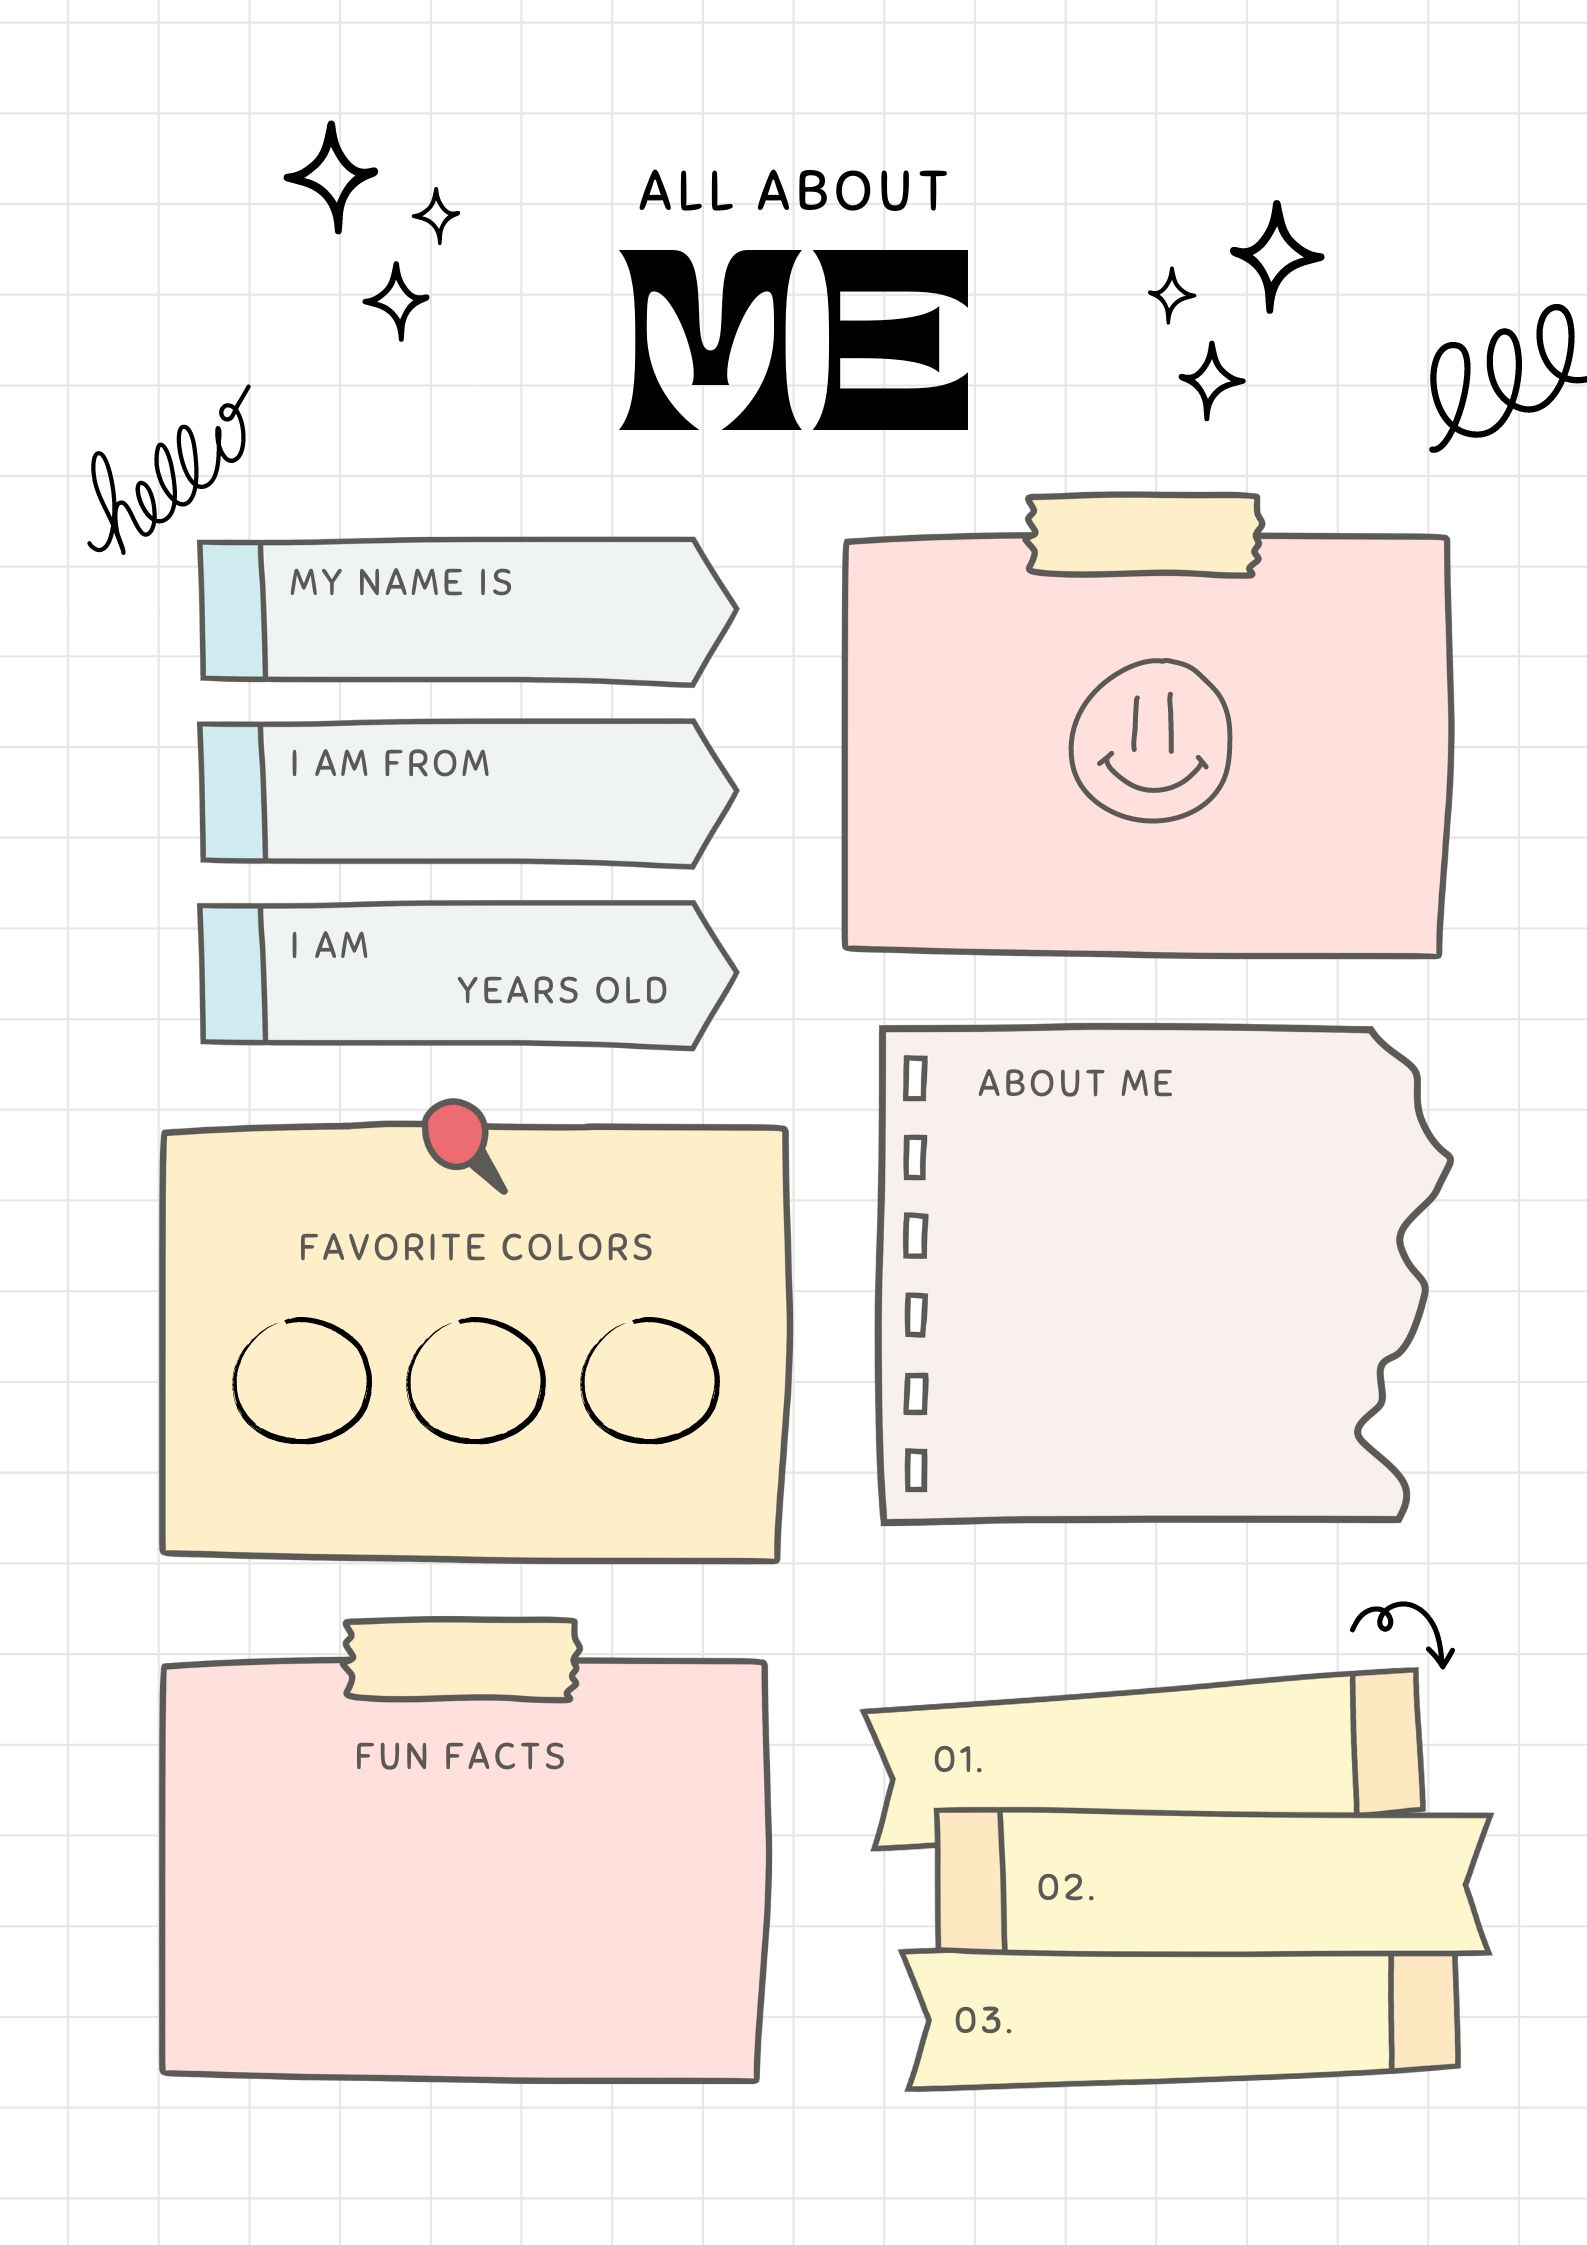 ALL ABOUT
ME
hello
MY NAME IS
I AM FROM
I AM
YEARS OLD
ABOUT ME
FAVORITE COLORS
FUN FACTS
01.
02.
03.